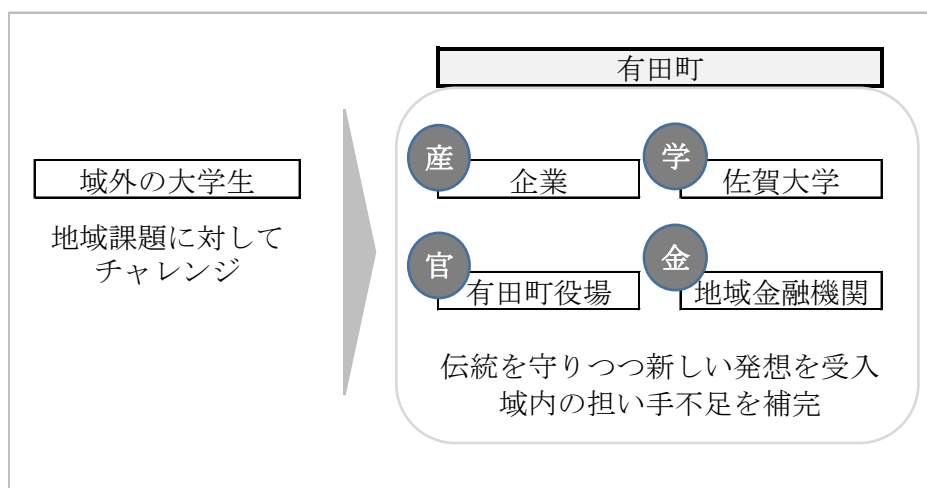 有田町
域外の大学生
地域課題に対して
チャレンジ
産
企業
学
佐賀大学
官
有田町役場
金
地域金融機関
伝統を守りつつ新しい発想を受入
域内の担い手不足を補完